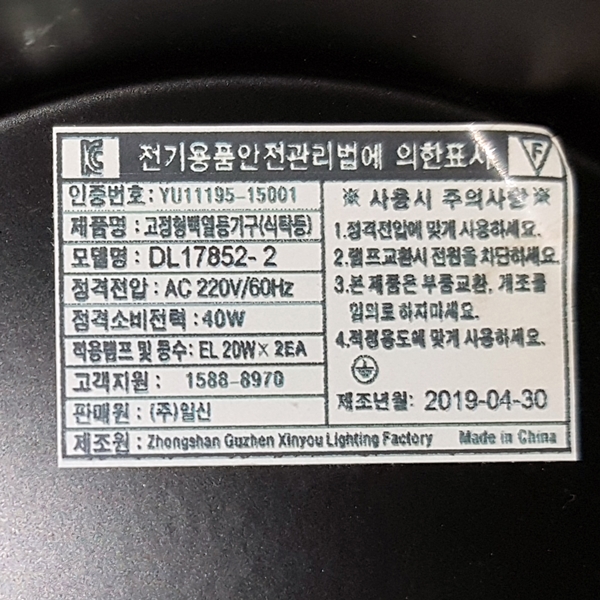 전기용품안전관리법에 의한표시
인증번호 : YU11195-15001
제품명 : 고정형백열등기구(식탁등)
모델명 : DL17852-2
정격전압 : AC 220V/60Hz
정격소비전력 : 40W
적용램프 및 등수 : EL 20W × 2EA
고객지원 : 1588-8970
판매원 : (주)일신
제조원 : Zhongshan Guzhen Xinyou Lighting Factory Made in China
※ 사용시 주의사항 ※
1.정격전압에 맞게 사용하세요.
2.램프교환시 전원을 차단하세요.
3.본 제품은 부품교환, 개조를
임의로 하지마세요.
4.적정용도에 맞게 사용하세요.
제조년월 : 2019-04-30
F